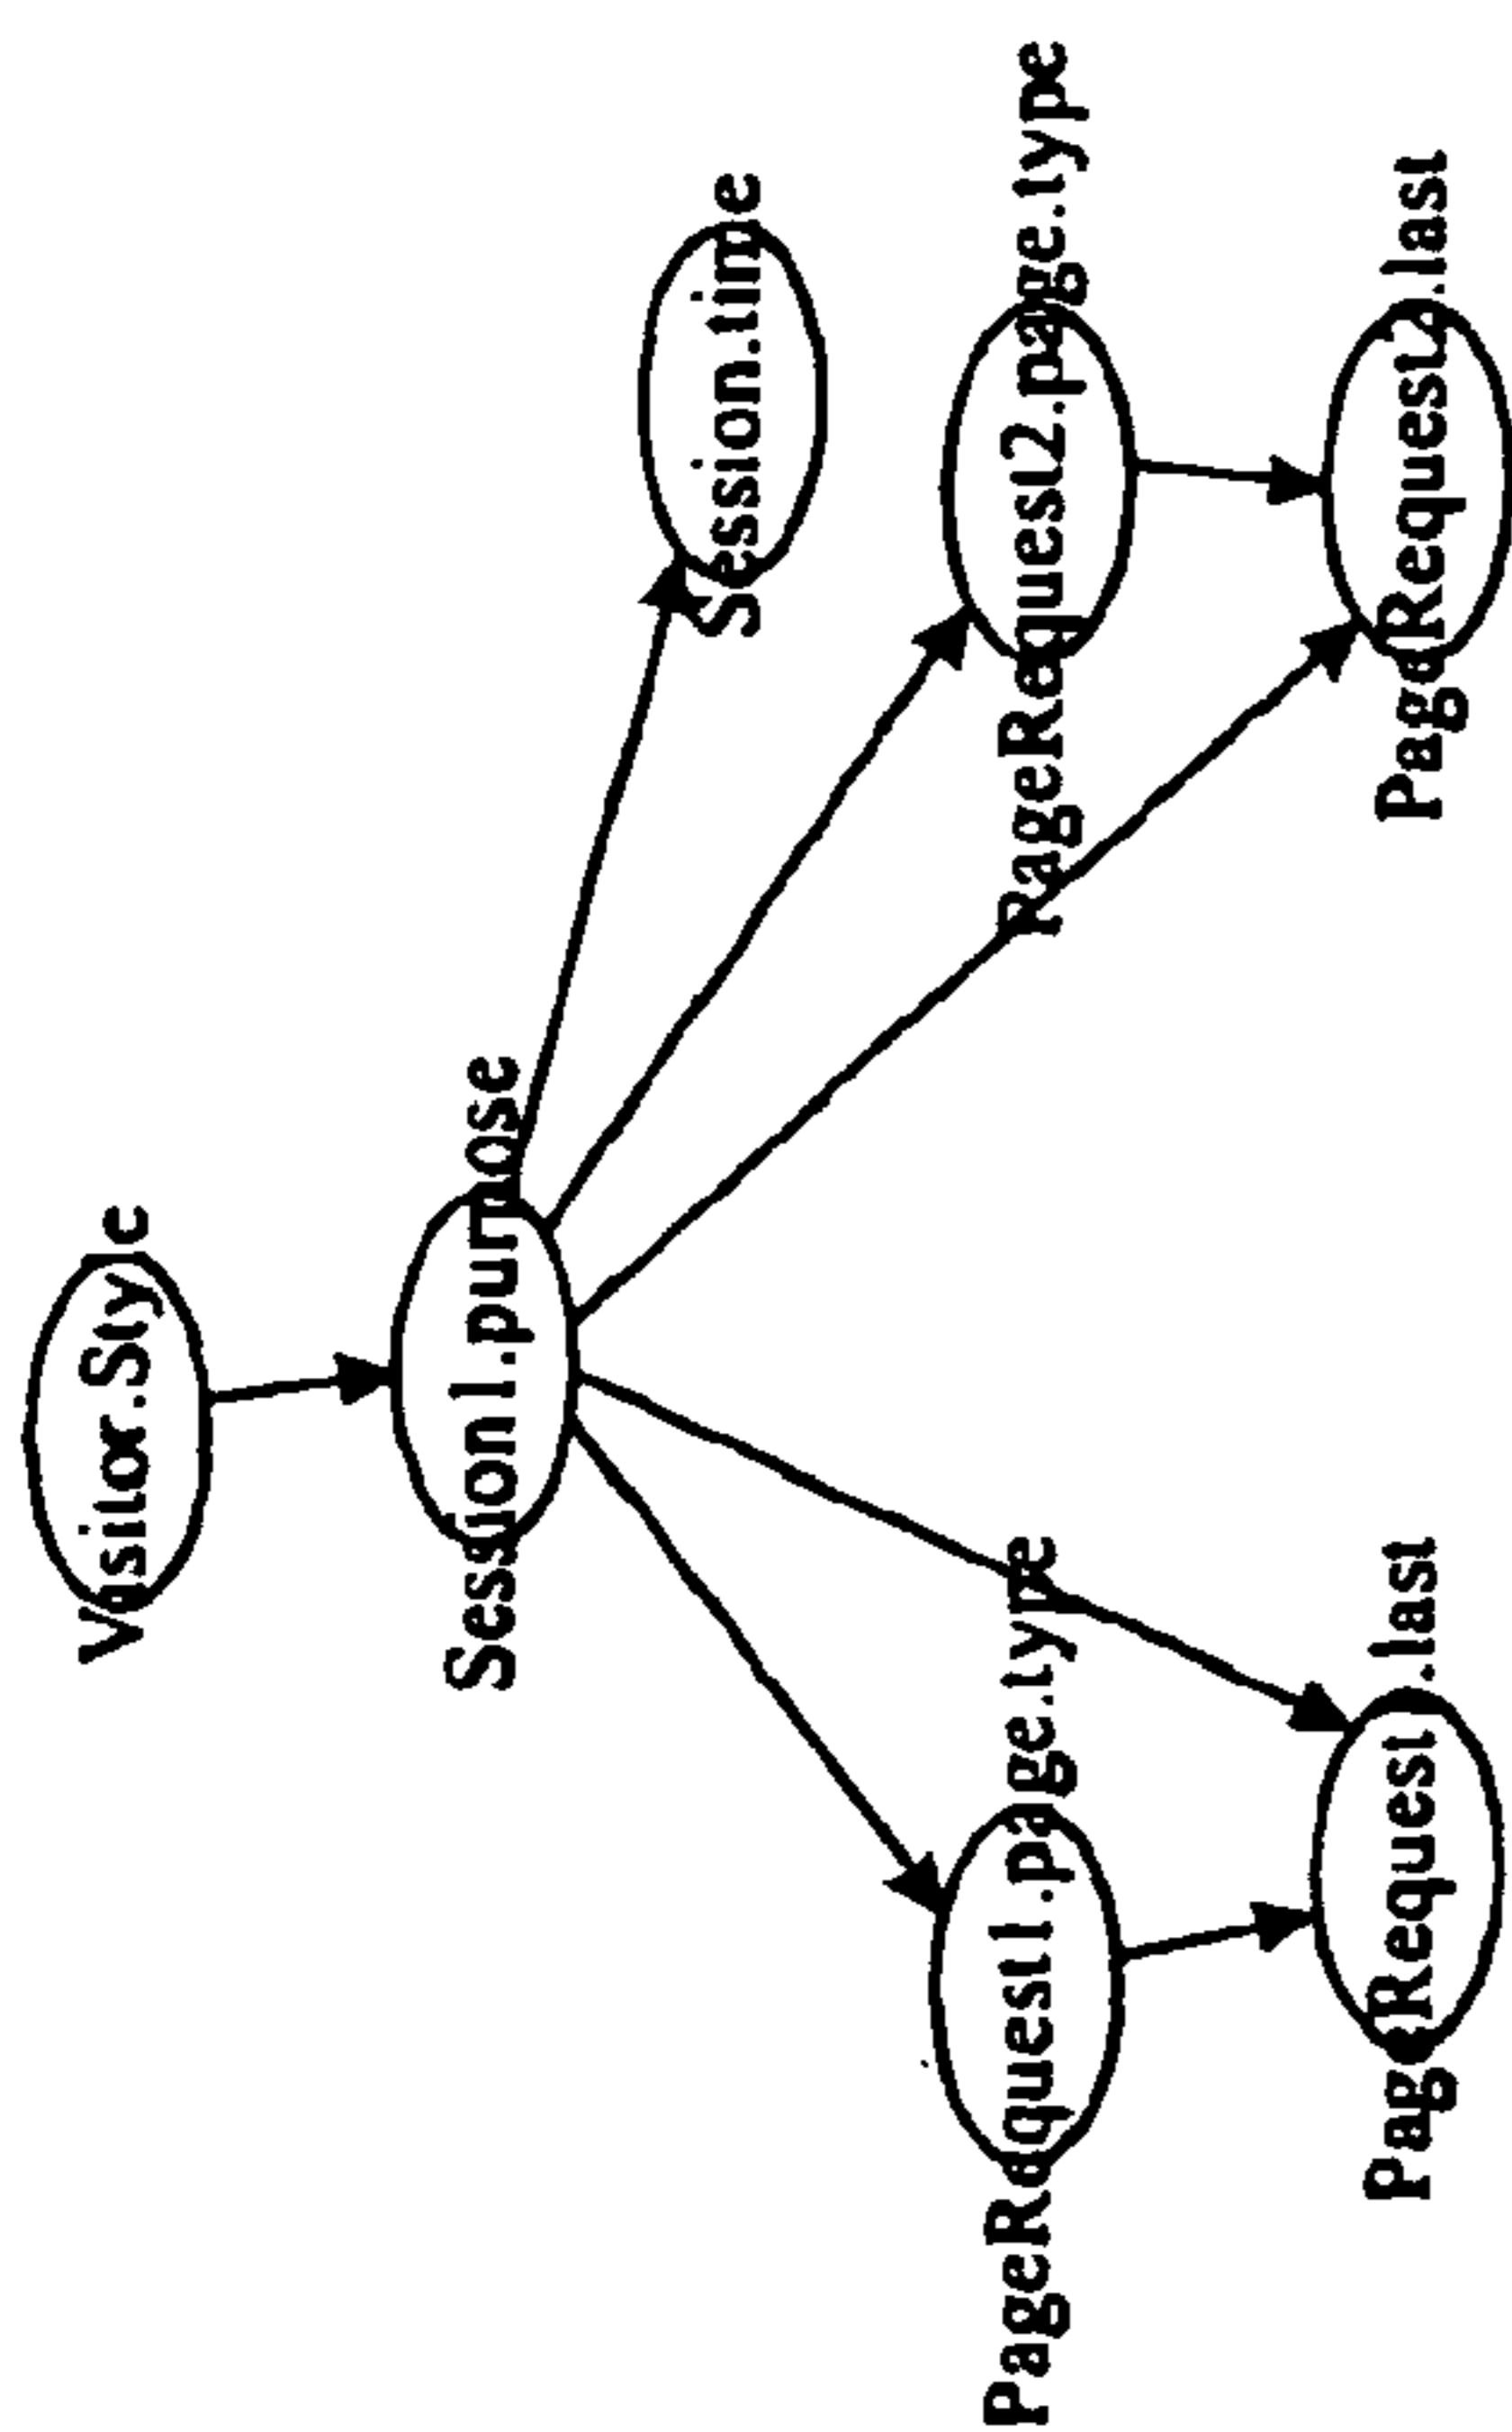 Visitor.Style
Session1.purpose
Session.time
PageRequest1.page.type
PageRequest2.page.type
PageRequest1.last
PageRequest2.last